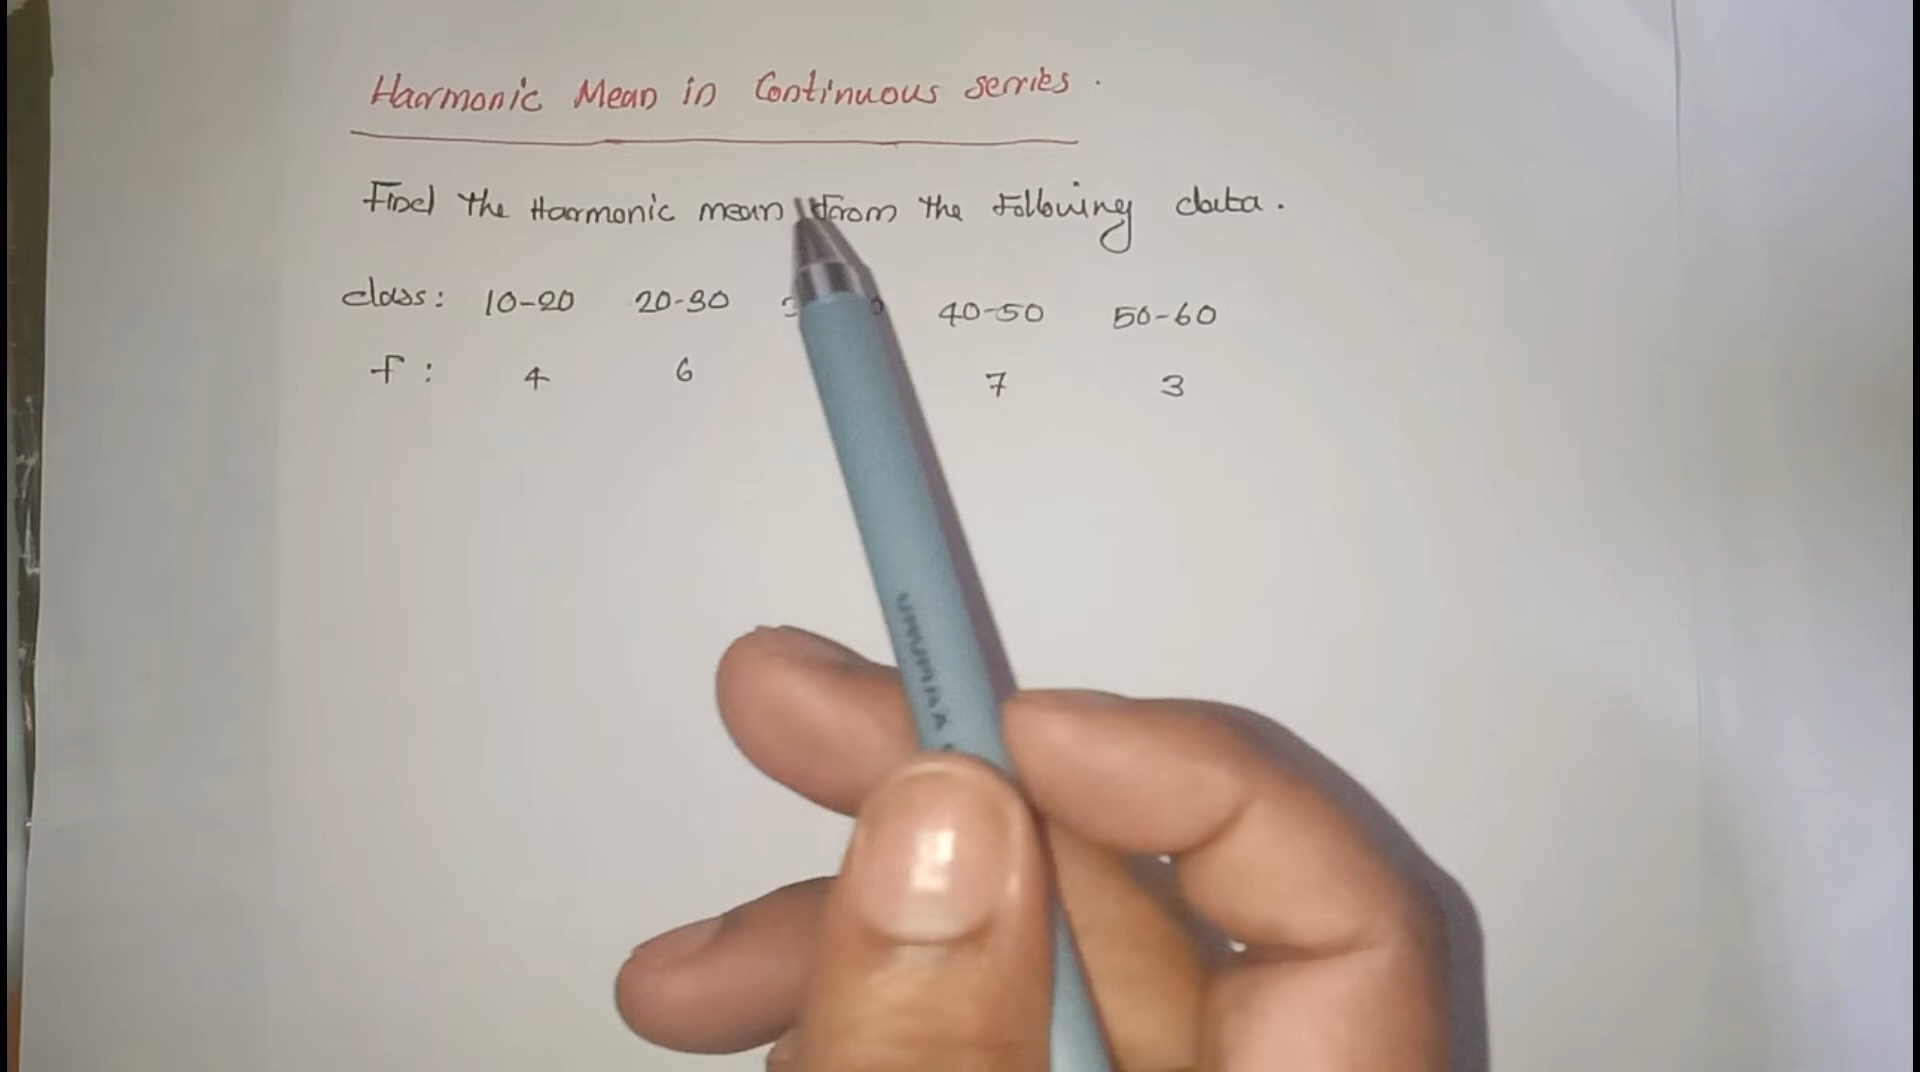 Harmonic Mean in Continuous serries.
Find the Harmonic mean from the following data.
class: 10-20 20-30 40-50 50-60
f: 4 6 7 3